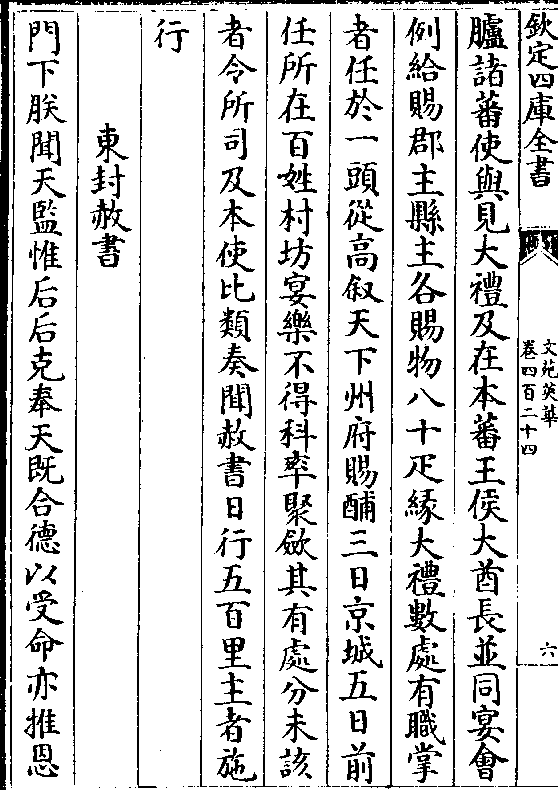 欽定四庫全書
文苑英華
卷四百二十四
六
臚諸蕃使與見大禮及在本蕃王侯大酋長並同宴會
例給賜郡主縣主各賜物八十疋緣大禮數處有職掌
者任於一頭從高叙天下州府賜酺三日京城五日前
任所在百姓村坊宴樂不得科率聚斂其有處分未該
者令所司及本使比類奏聞赦書日行五百里主者施
行
東封赦書
門下朕聞天監惟后后克奉天既合德以受命亦推恩